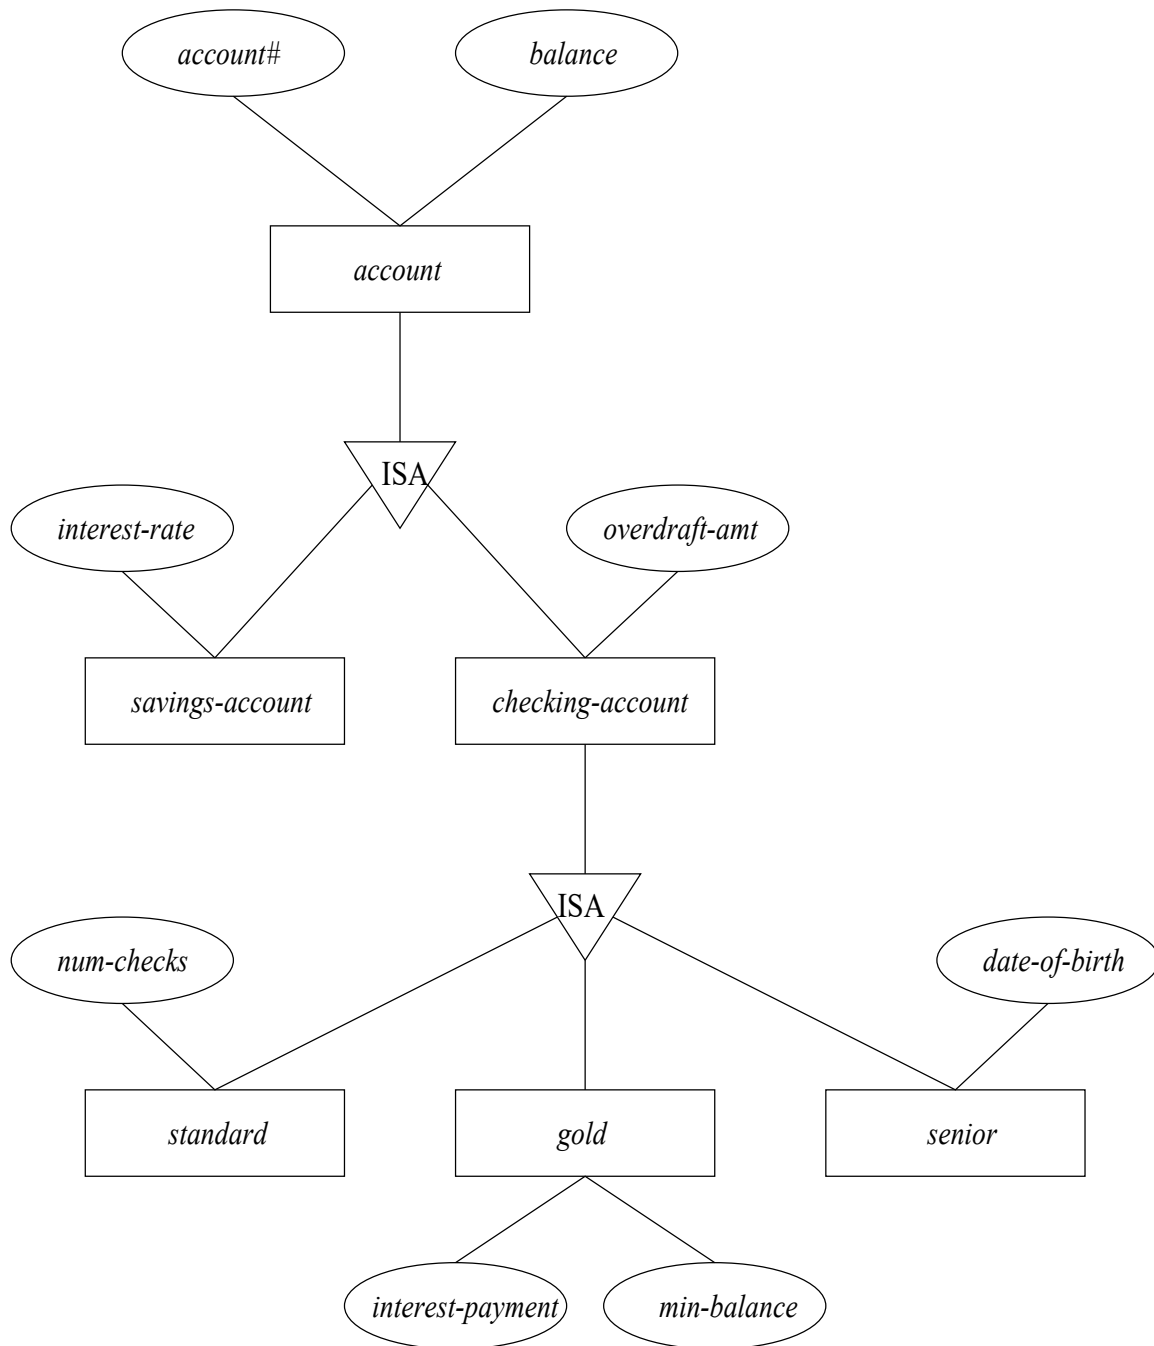 account#
balance
account
ISA
interest-rate
overdraft-amt
savings-account
checking-account
ISA
num-checks
date-of-birth
standard
gold
senior
interest-payment
min-balance